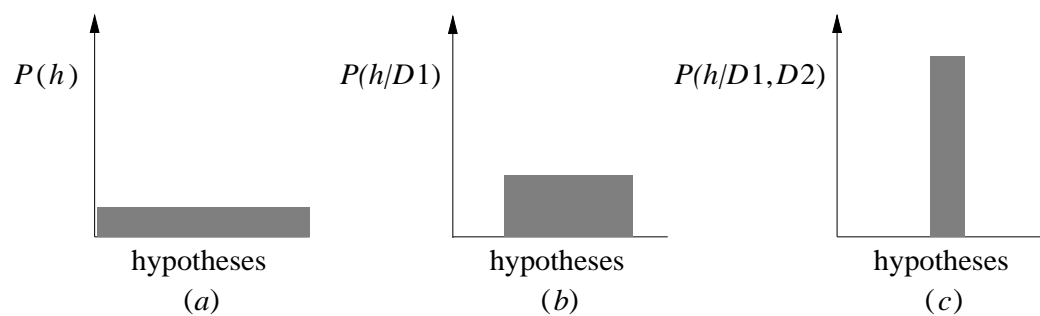 P(h) P(h/D1) P(h/D1,D2)
hypotheses hypotheses hypotheses
(a) (b) (c)